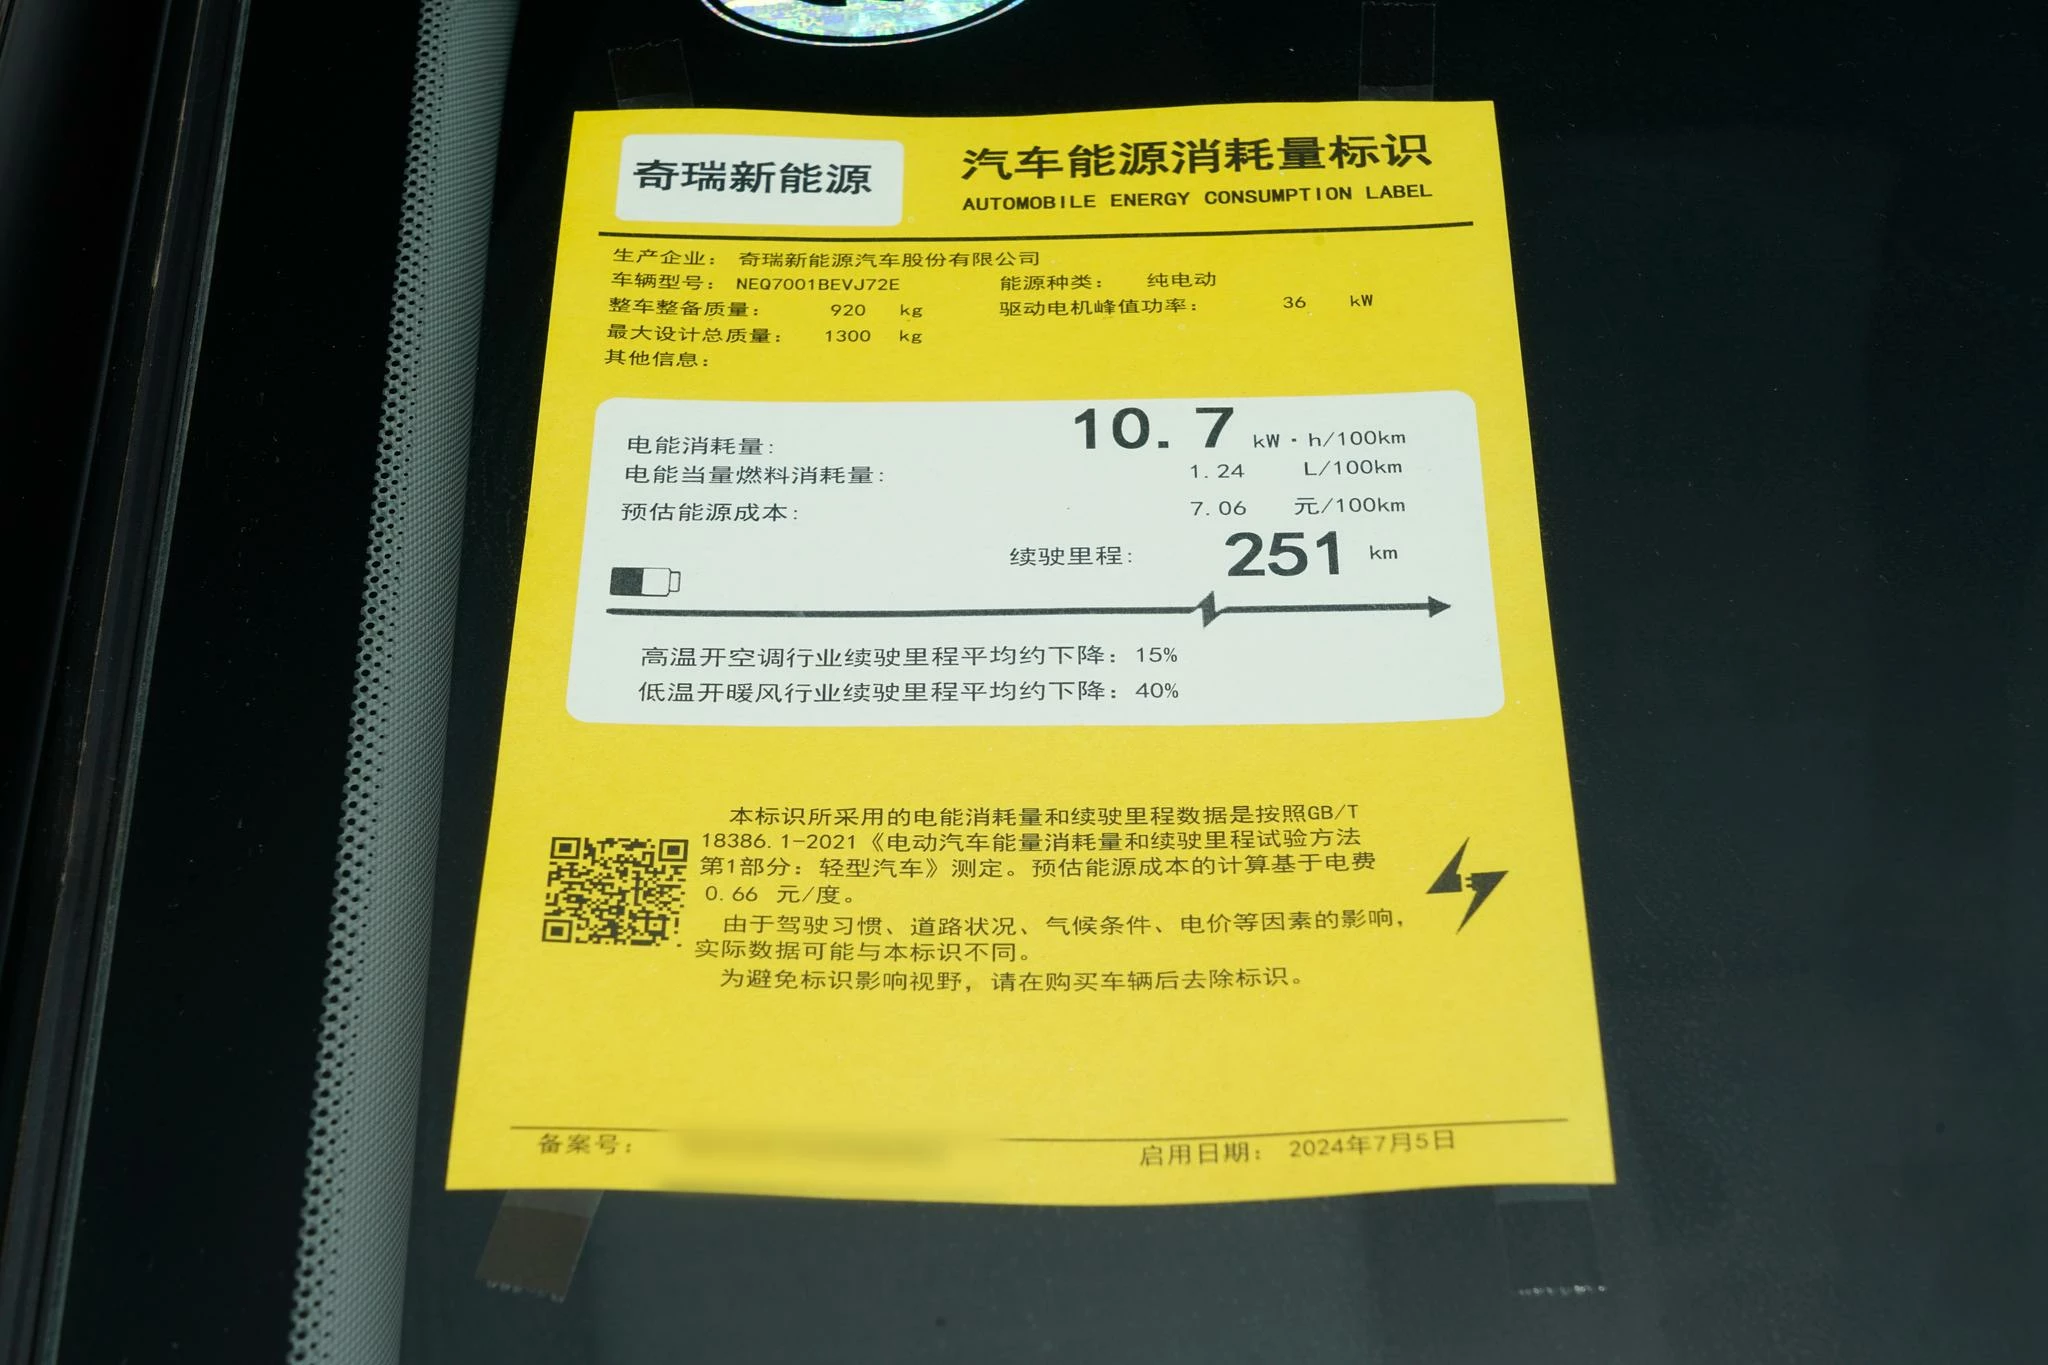 奇瑞新能源
汽车能源消耗量标识
AUTOMOBILE ENERGY CONSUMPTION LABEL
生产企业： 奇瑞新能源汽车股份有限公司
车辆型号： NEQ7001BEVJ72E 能源种类： 纯电动
整车整备质量： 920 kg 驱动电机峰值功率： 36 kW
最大设计总质量： 1300 kg
其他信息：
电能消耗量: 10.7 kW·h/100km
电能当量燃料消耗量: 1.24 L/100km
预估能源成本: 7.06 元/100km
续驶里程: 251 km
高温开空调行业续驶里程平均约下降：15%
低温开暖风行业续驶里程平均约下降：40%
本标识所采用的电能消耗量和续驶里程数据是按照GB/T
18386.1-2021《电动汽车能量消耗量和续驶里程试验方法
第1部分：轻型汽车》测定。预估能源成本的计算基于电费
0.66 元/度。
由于驾驶习惯、道路状况、气候条件、电价等因素的影响，
实际数据可能与本标识不同。
为避免标识影响视野，请在购买车辆后去除标识。
备案号： 启用日期： 2024年7月5日